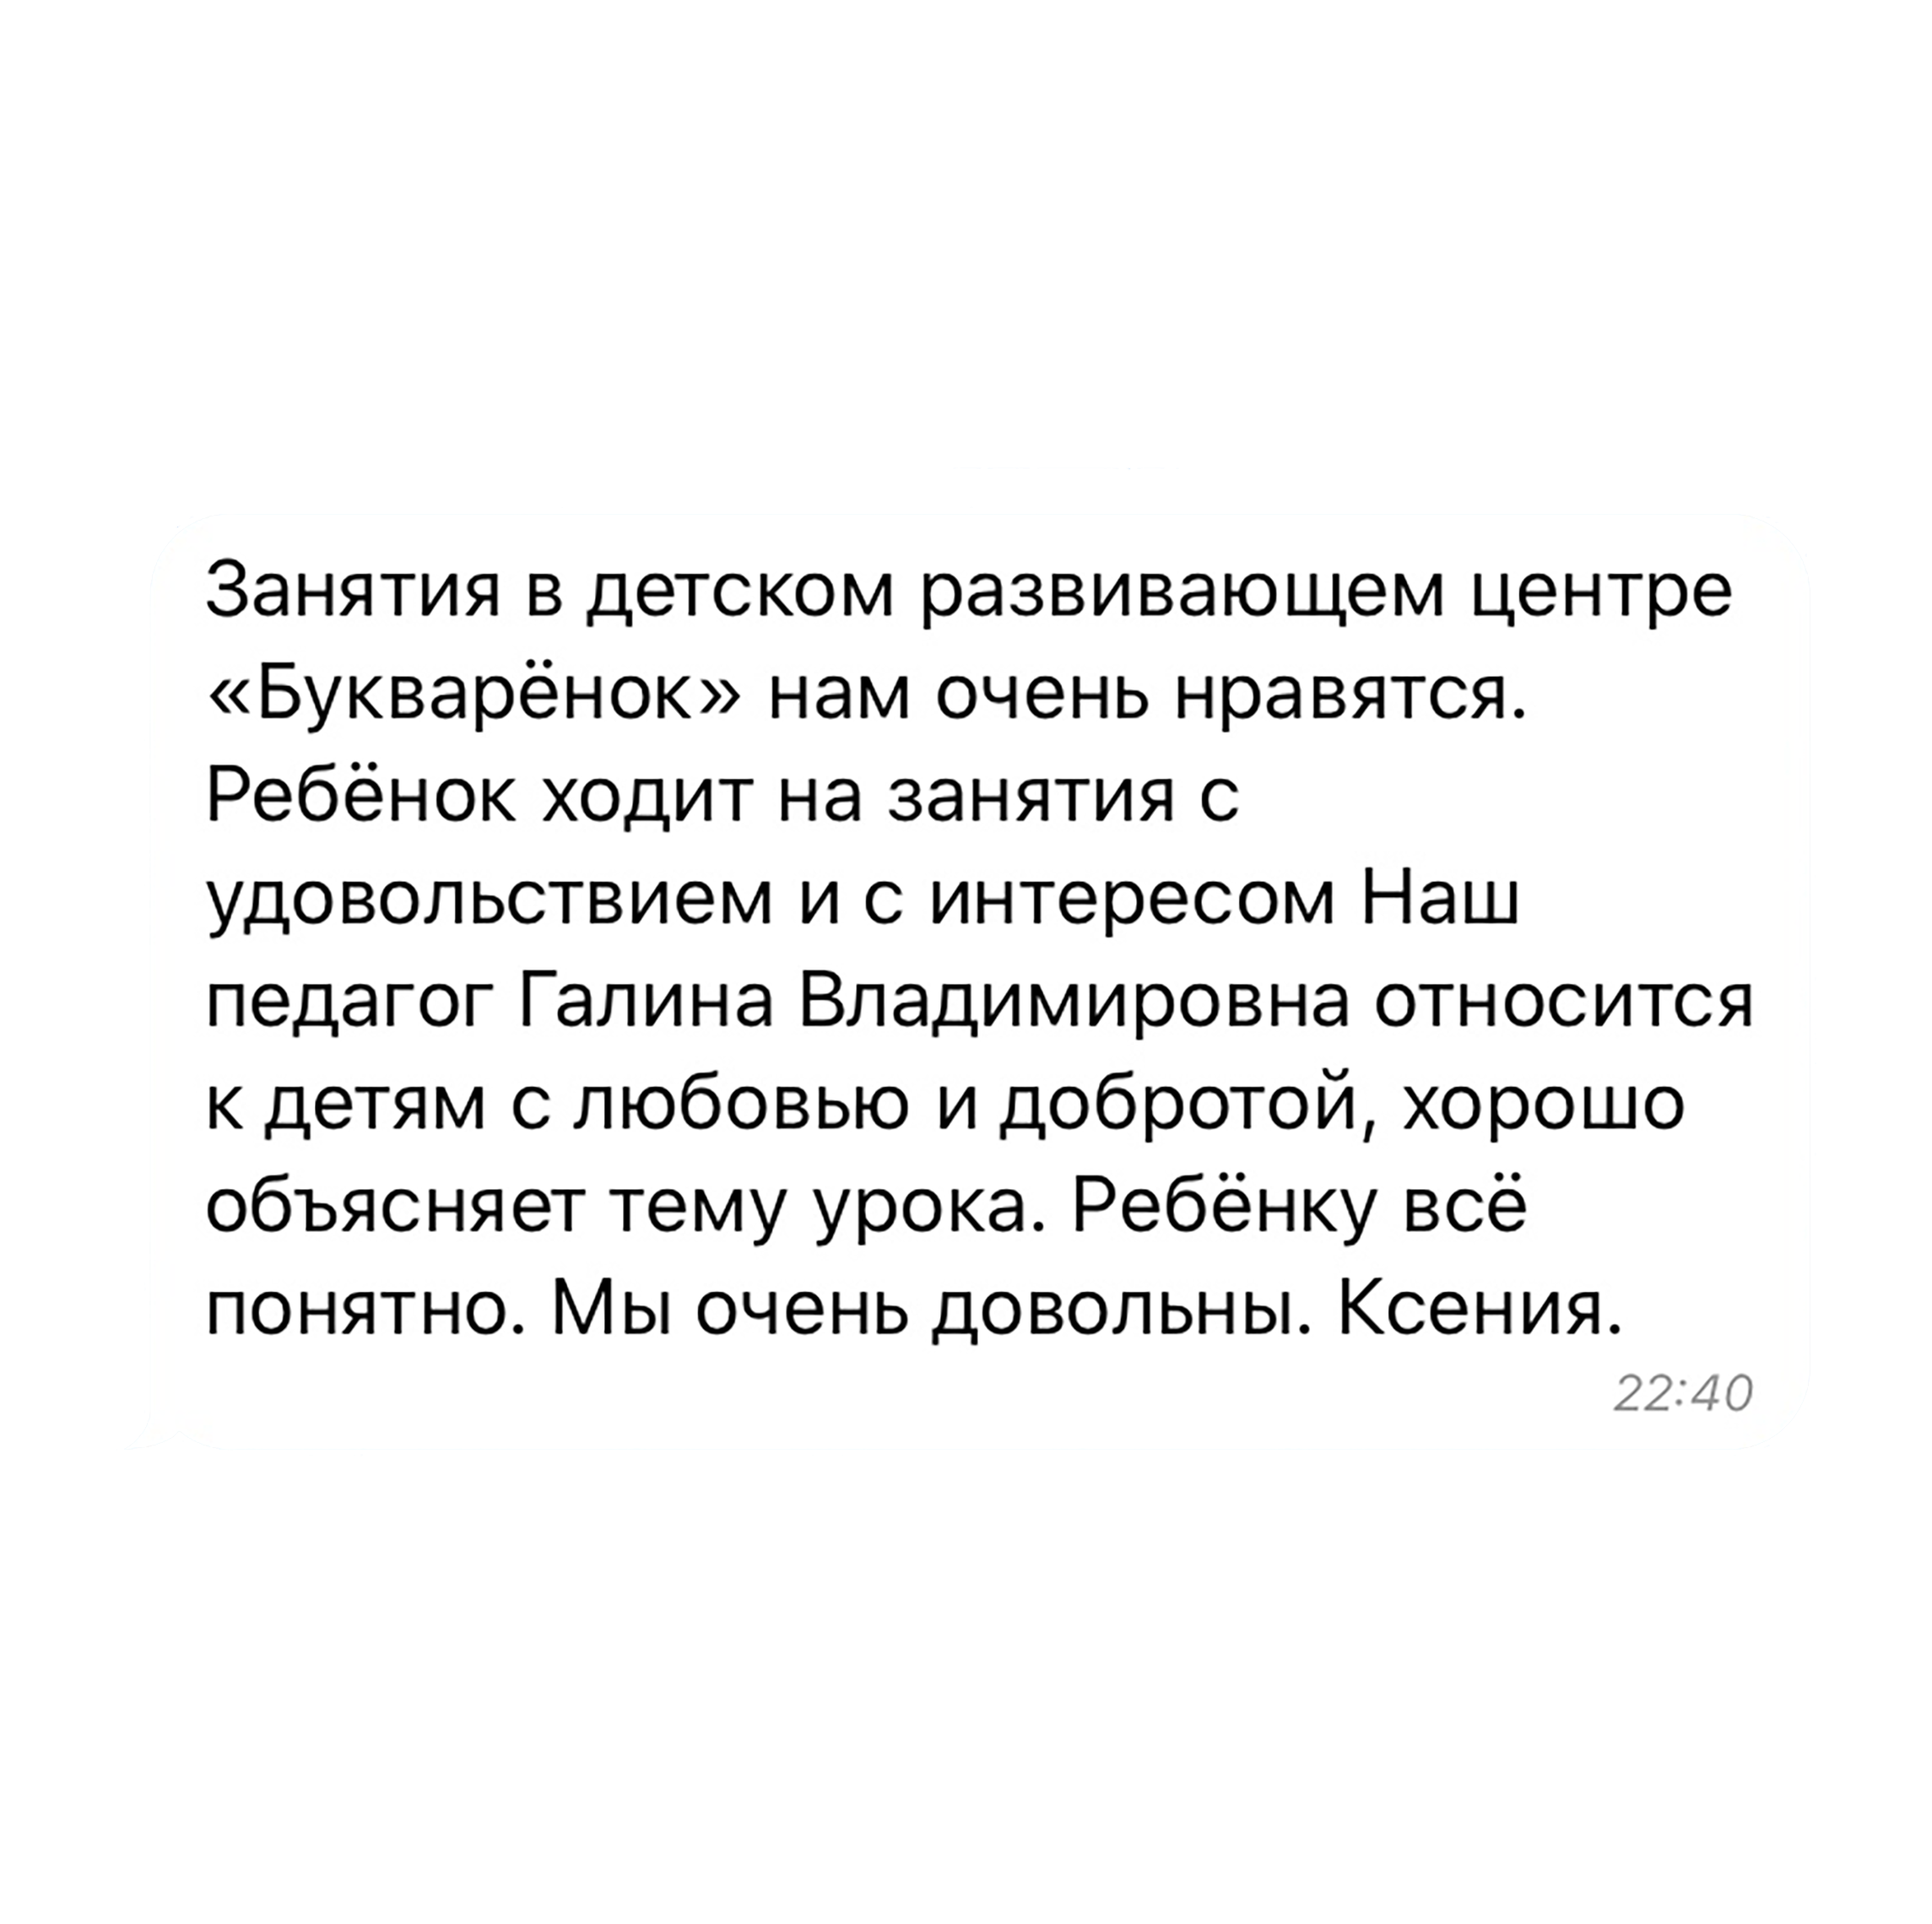 Занятия в детском развивающем центре
«Букварёнок» нам очень нравятся.
Ребёнок ходит на занятия с
удовольствием и с интересом Наш
педагог Галина Владимировна относится
к детям с любовью и добротой, хорошо
объясняет тему урока. Ребёнку всё
понятно. Мы очень довольны. Ксения.
22:40